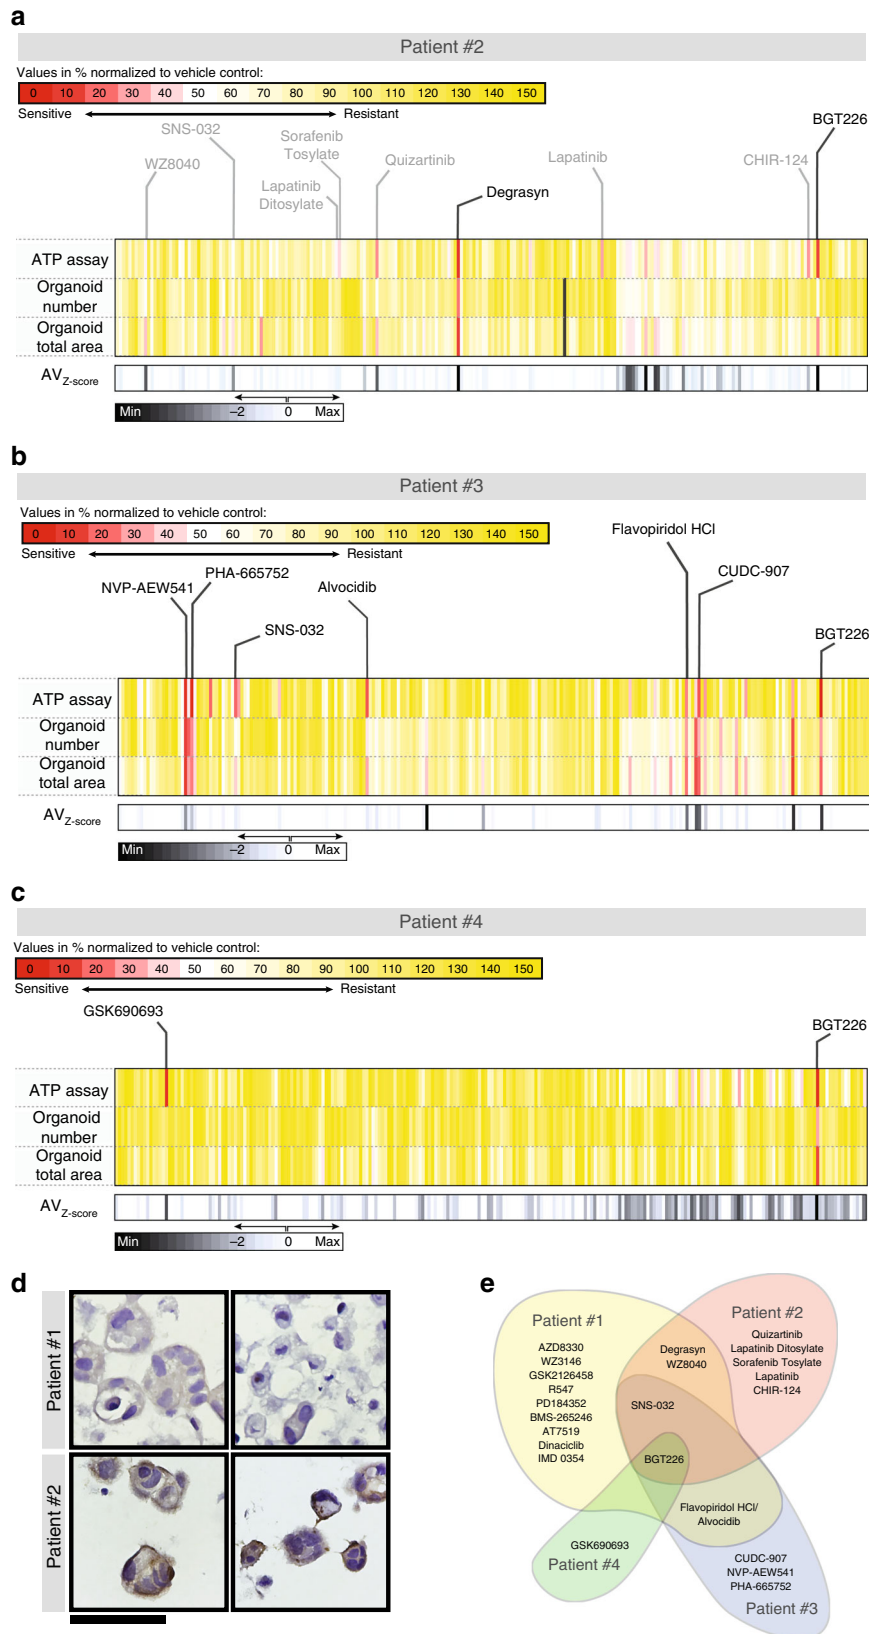 a
Patient #2
Values in % normalized to vehicle control:
0 10 20 30 40 50 60 70 80 90 100 110 120 130 140 150
Sensitive Resistant
SNS-032
Sorafenib
Tosylate
BGT226
WZ8040
Lapatinib
Ditosylate
Quizartinib
Lapatinib
CHIR-124
Degrasyn
ATP assay
Organoid
number
Organoid
total area
AVZ-score
Min –2 0 Max
b
Patient #3
Values in % normalized to vehicle control:
0 10 20 30 40 50 60 70 80 90 100 110 120 130 140 150
Sensitive Resistant
Flavopiridol HCl
NVP-AEW541
PHA-665752
Alvocidib
CUDC-907
SNS-032
BGT226
ATP assay
Organoid
number
Organoid
total area
AVZ-score
Min –2 0 Max
c
Patient #4
Values in % normalized to vehicle control:
0 10 20 30 40 50 60 70 80 90 100 110 120 130 140 150
Sensitive Resistant
GSK690693
BGT226
ATP assay
Organoid
number
Organoid
total area
AVZ-score
Min –2 0 Max
d
Patient #1
Patient #2
e
Patient #1
AZD8330
WZ3146
GSK2126458
R547
PD184352
BMS-265246
AT7519
Dinaciclib
IMD 0354
Degrasyn
WZ8040
Patient #2
Quizartinib
Lapatinib Ditosylate
Sorafenib Tosylate
Lapatinib
CHIR-124
SNS-032
BGT226
Flavopiridol HCl/
Alvocidib
GSK690693
Patient #4
CUDC-907
NVP-AEW541
PHA-665752
Patient #3